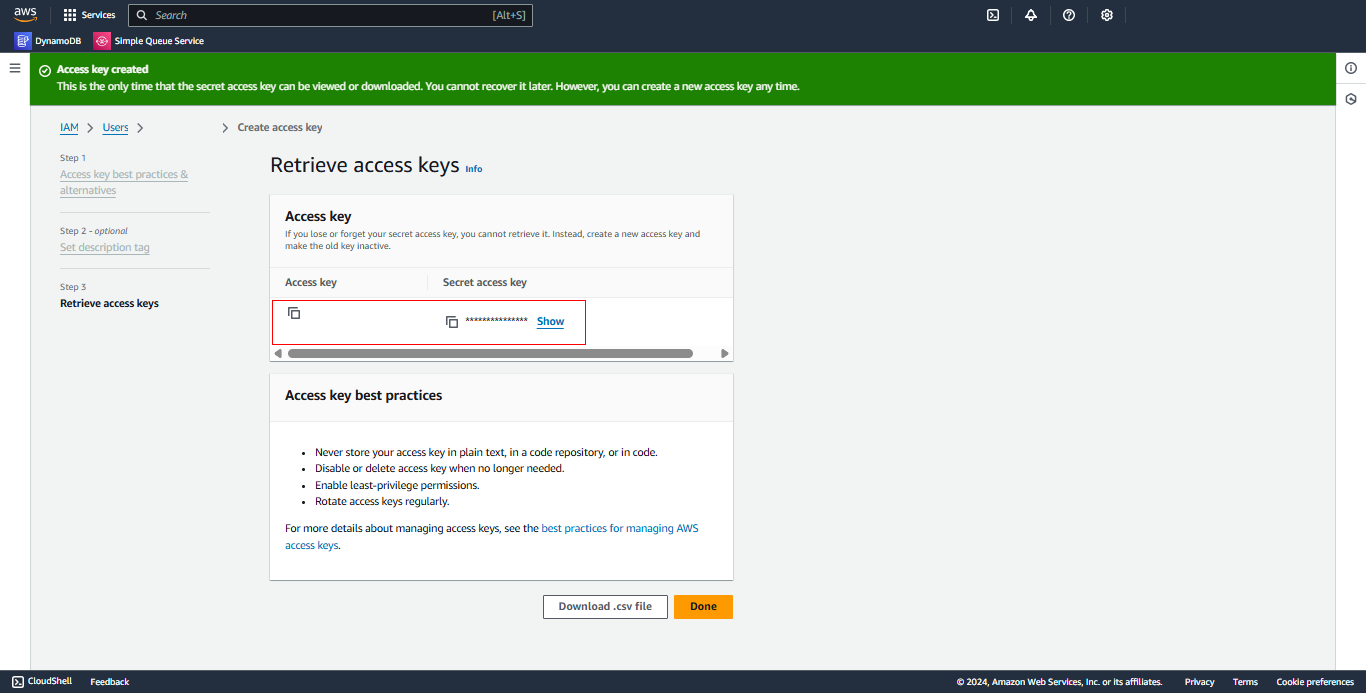 aws
Services
Search
[Alt+S]
DynamoDB
Simple Queue Service
Access key created
This is the only time that the secret access key can be viewed or downloaded. You cannot recover it later. However, you can create a new access key any time.
IAM
Users
Create access key
Step 1
Access key best practices &
alternatives
Step 2 - optional
Set description tag
Step 3
Retrieve access keys
Retrieve access keys Info
Access key
If you lose or forget your secret access key, you cannot retrieve it. Instead, create a new access key and
make the old key inactive.
Access key
Secret access key
*************** Show
Access key best practices
• Never store your access key in plain text, in a code repository, or in code.
• Disable or delete access key when no longer needed.
• Enable least-privilege permissions.
• Rotate access keys regularly.
For more details about managing access keys, see the best practices for managing AWS
access keys.
Download .csv file
Done
CloudShell
Feedback
© 2024, Amazon Web Services, Inc. or its affiliates.
Privacy
Terms
Cookie preferences